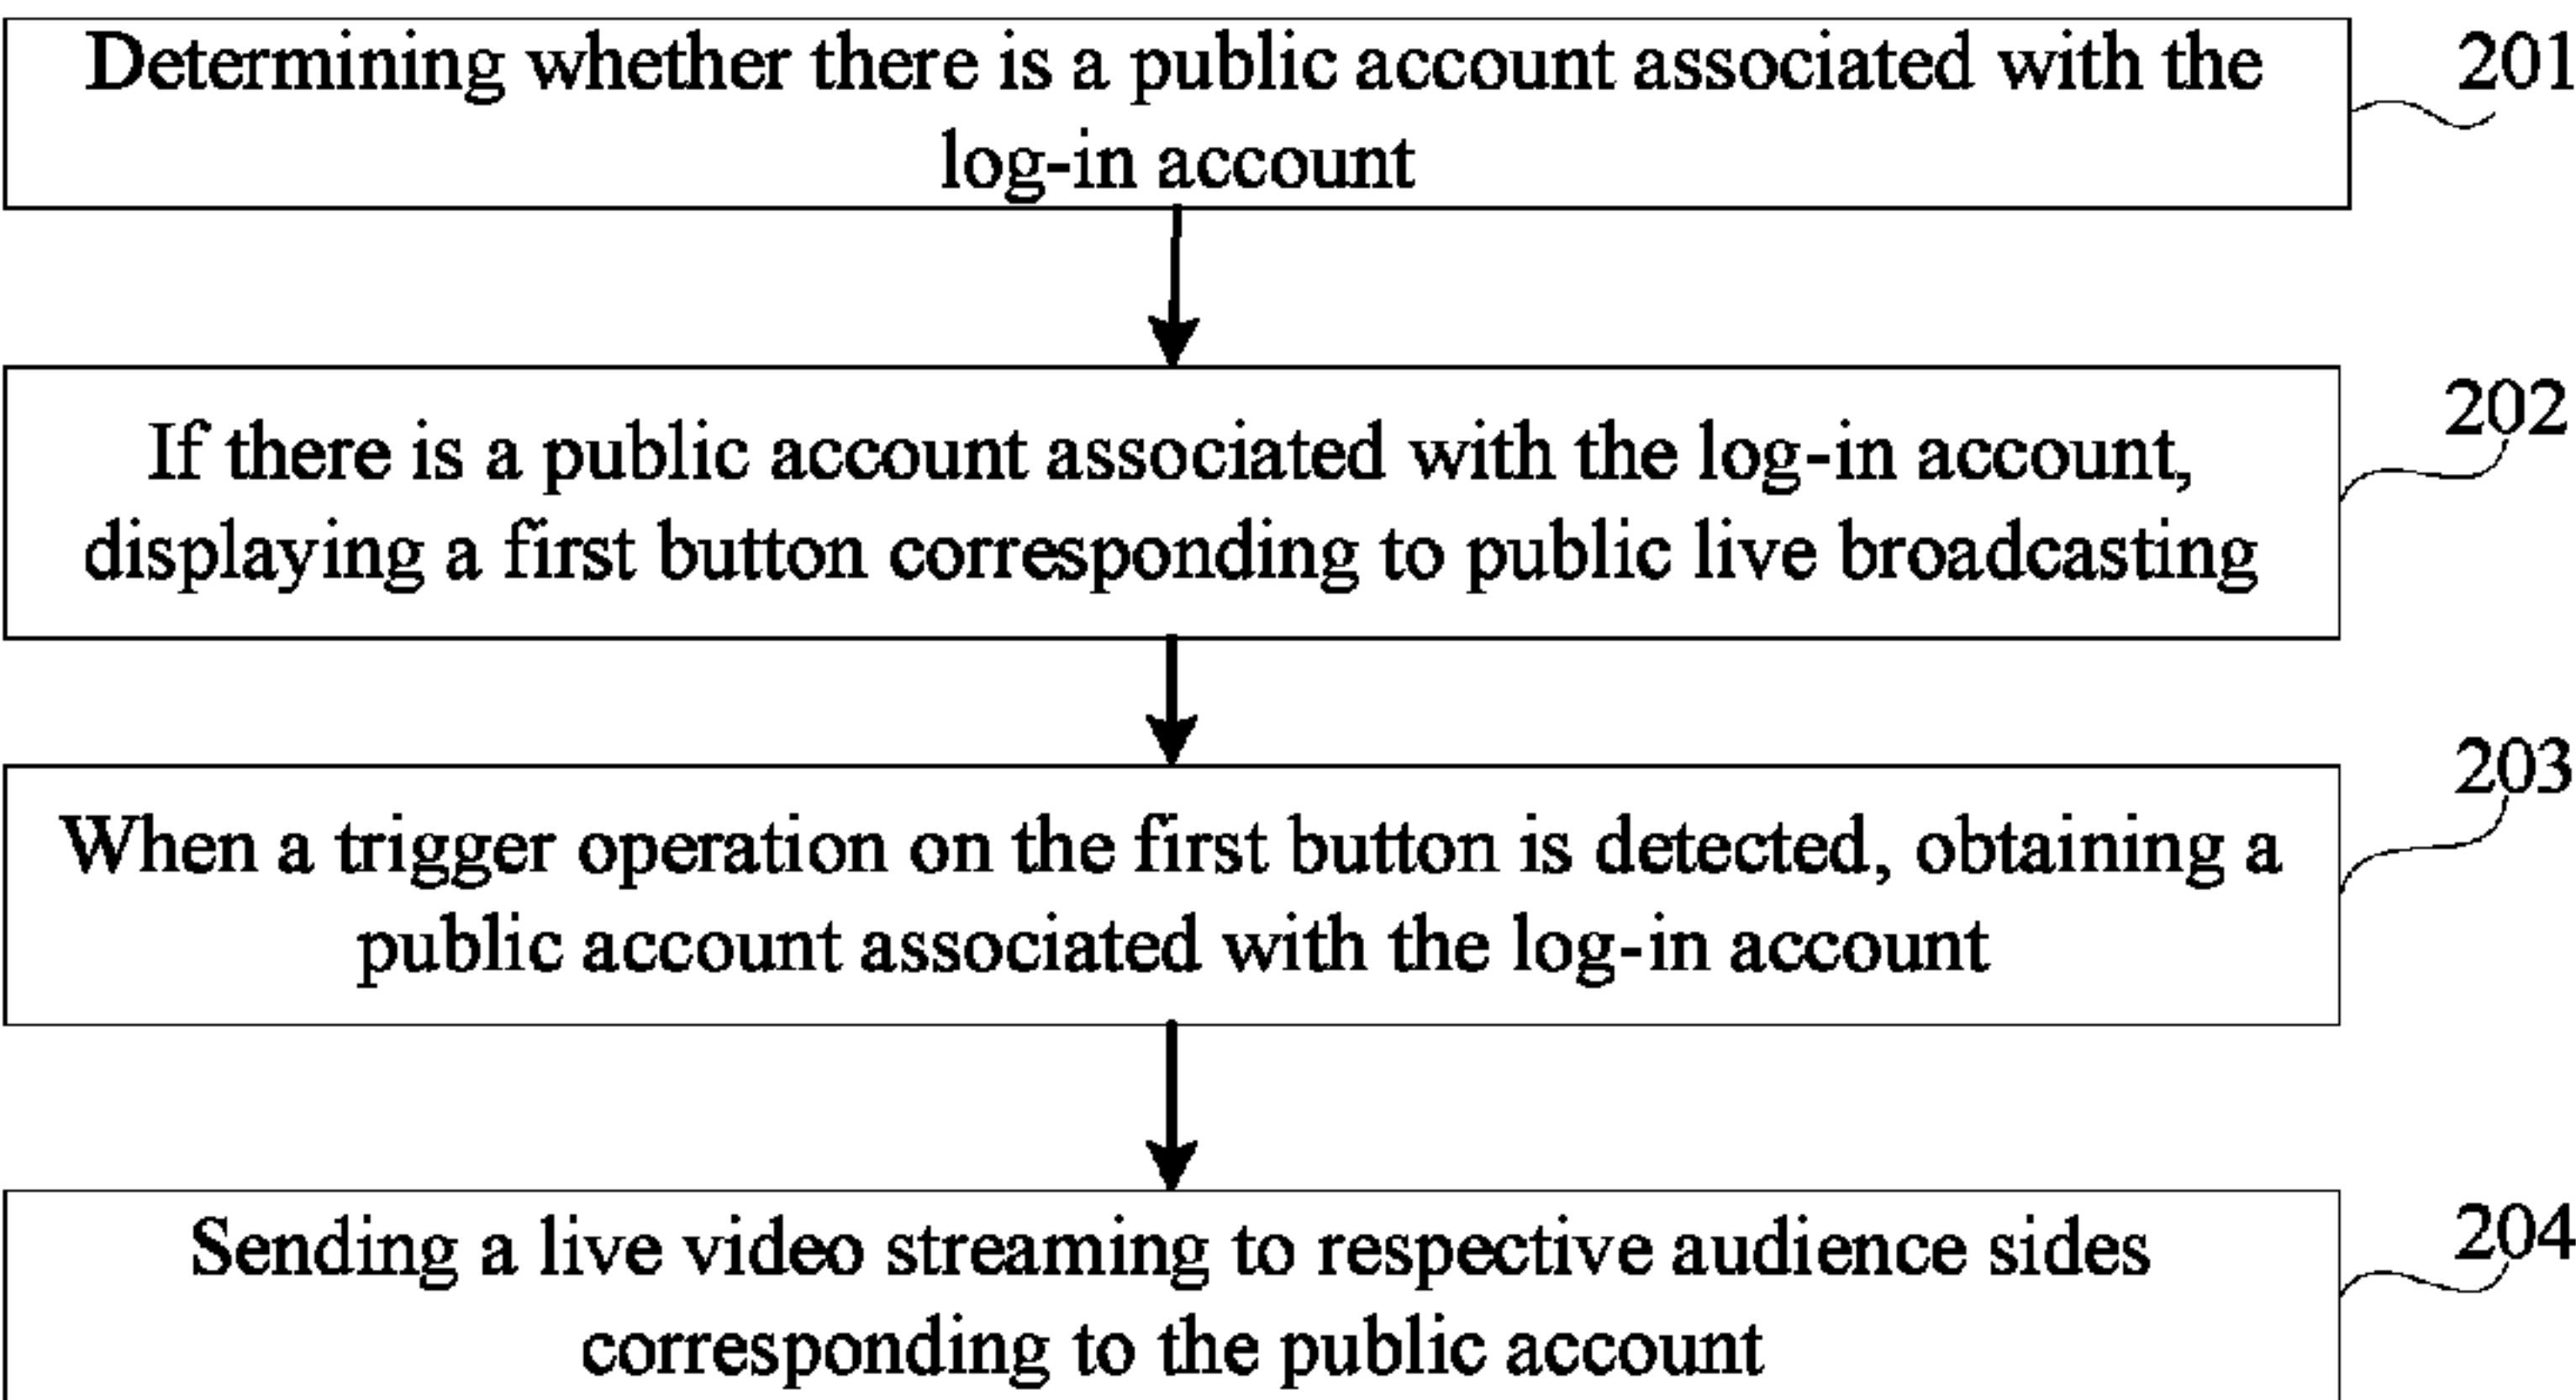 Determining whether there is a public account associated with the
log-in account
201
If there is a public account associated with the log-in account,
displaying a first button corresponding to public live broadcasting
202
When a trigger operation on the first button is detected, obtaining a
public account associated with the log-in account
203
Sending a live video streaming to respective audience sides
corresponding to the public account
204